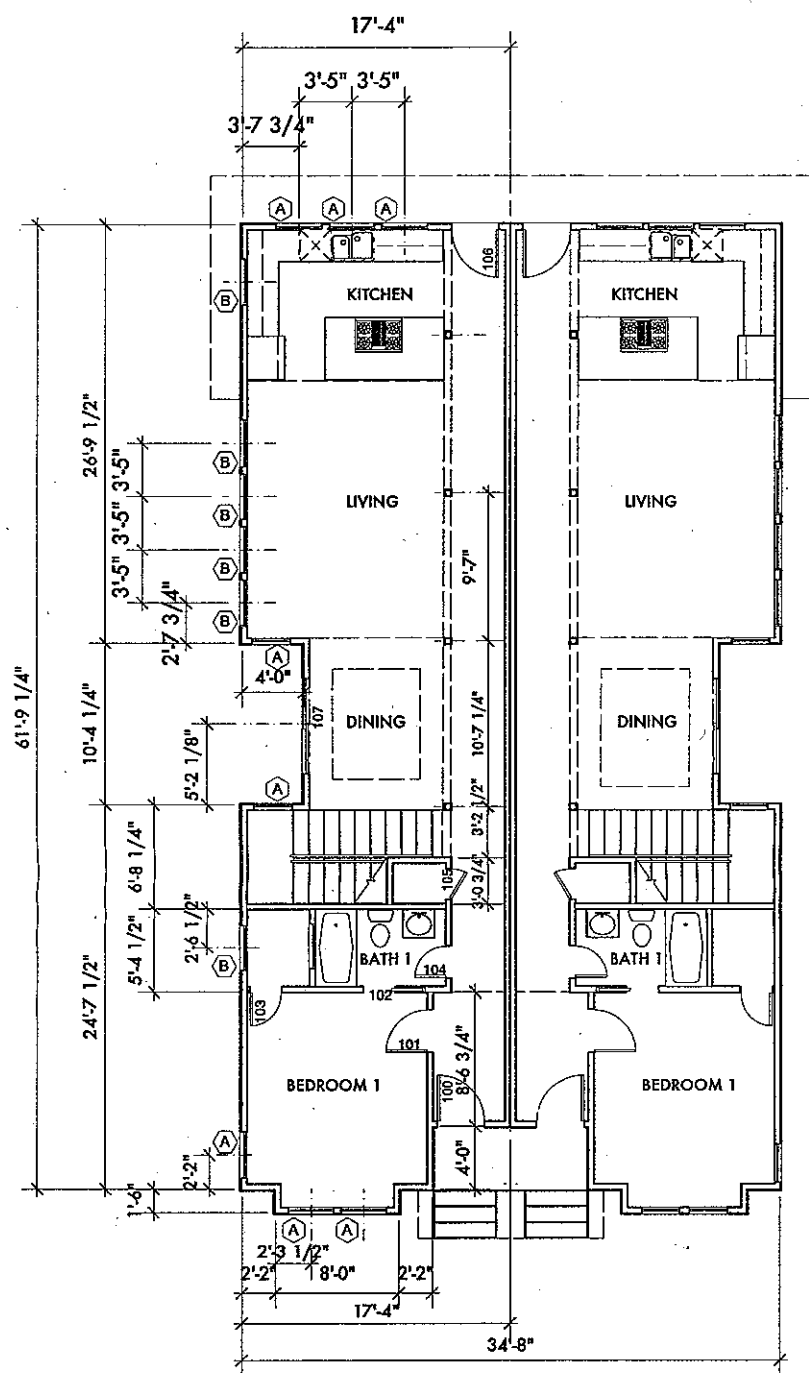 17'-4"
3'-5" 3'-5"
3'-7 3/4"
A A A
106
KITCHEN KITCHEN
B
26'-9 1/2"
3'-5"
3'-5"
3'-5"
2'-7 3/4"
B
B
B
B
LIVING LIVING
9'-7"
61'-9 1/4"
A
4'-0"
107
10'-4 1/4"
5'-2 1/8"
DINING DINING
10'-7 1/4"
A
3'-2 1/2"
6'-8 1/4"
105
3'-0 3/4"
2'-6 1/2"
5'-4 1/2"
B
BATH 1 BATH 1
104
102
103
24'-7 1/2"
101
8'-6 3/4"
BEDROOM 1 BEDROOM 1
100
A
4'-0"
2'-2"
1'-6"
A A
2'-3 1/2"
2'-2" 8'-0" 2'-2"
17'-4"
34'-8"